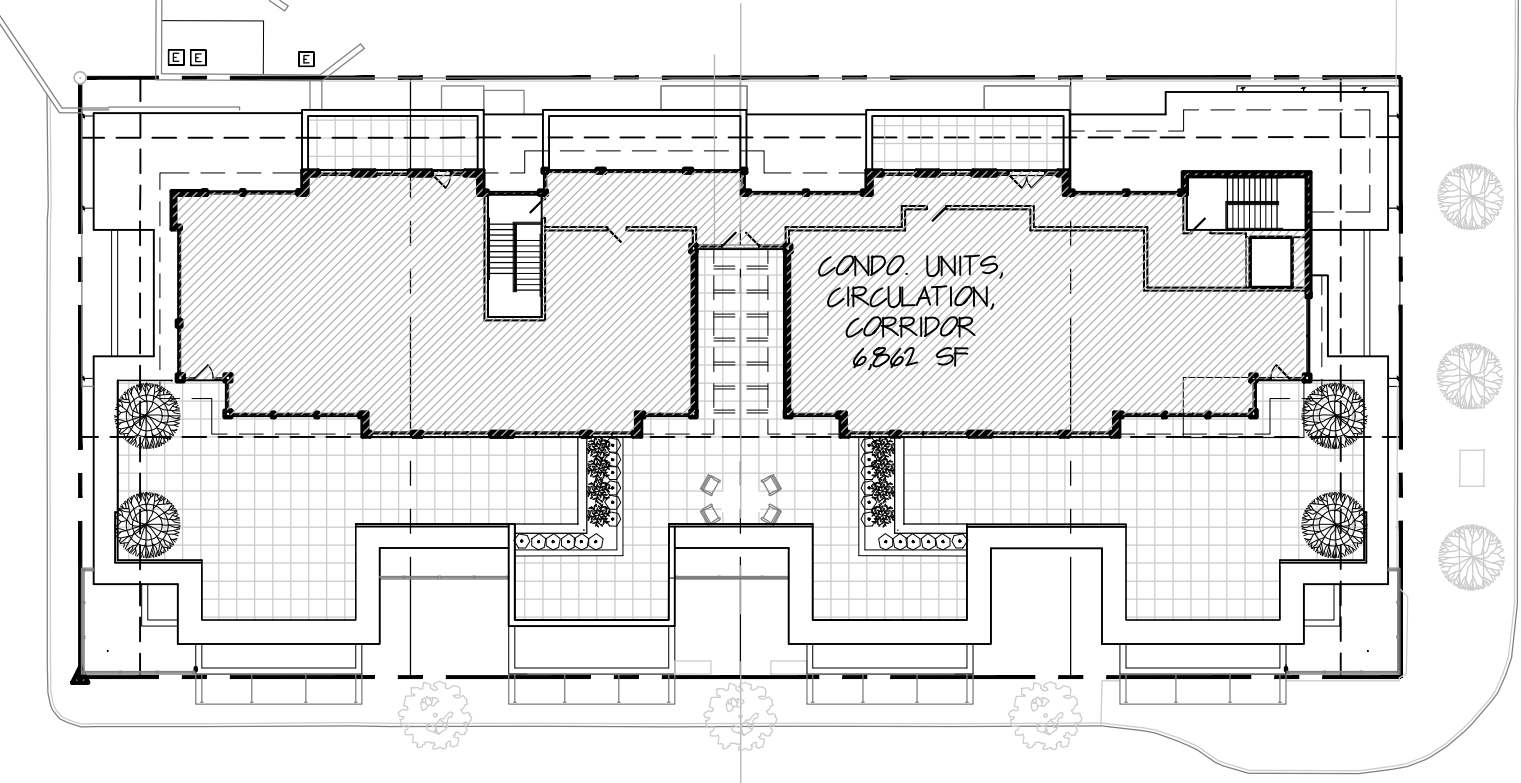 E E
E
CONDO. UNITS,
CIRCULATION,
CORRIDOR
6,862 SF